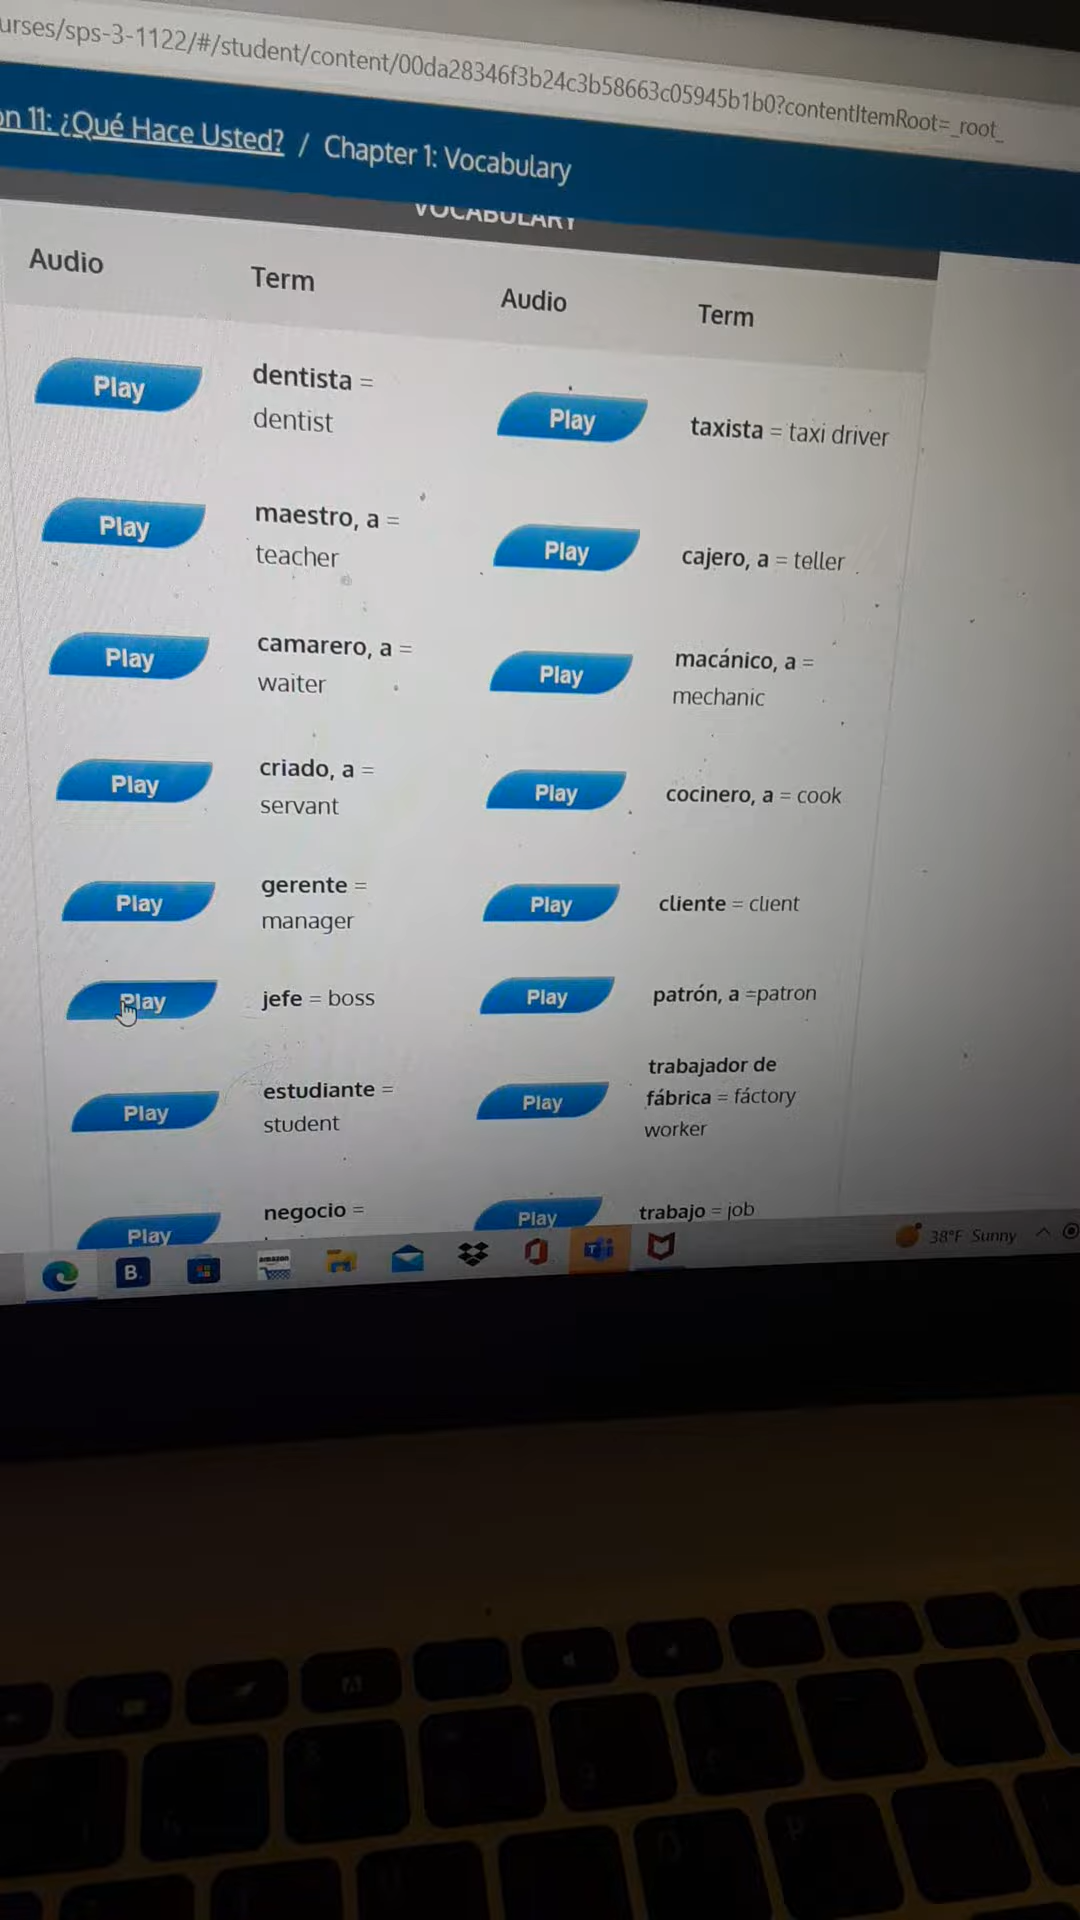 urses/sps-3-1122/#/student/content/00da28346f3b24c3b58663c05945b1b0?contentItemRoot=_root_
on 11: ¿Qué Hace Usted? / Chapter 1: Vocabulary
VOCABULARY
Audio Term Audio Term
Play dentista =
dentist
Play taxista = taxi driver
Play maestro, a =
teacher
Play cajero, a = teller
Play camarero, a =
waiter
Play macánico, a =
mechanic
Play criado, a =
servant
Play cocinero, a = cook
Play gerente =
manager
Play cliente = client
Play jefe = boss
Play patrón, a =patron
Play estudiante =
student
Play trabajador de
fábrica = fáctory
worker
Play negocio =
Play trabajo = job
38°F Sunny
B.
amazon
T